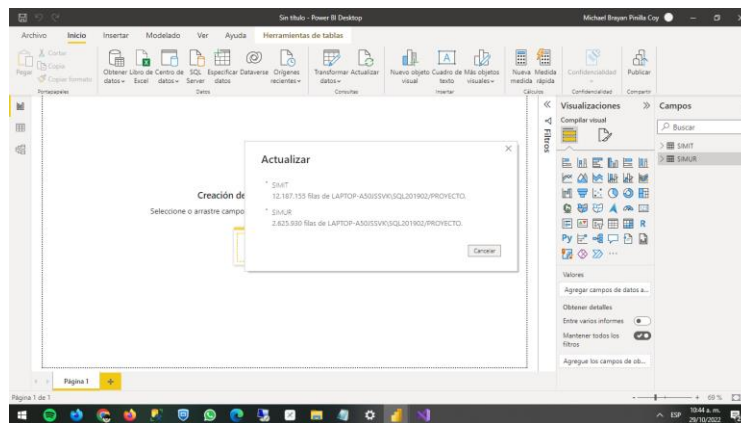 Sin título - Power BI Desktop
Michael Brayan Pinilla Coy
Archivo Inicio Insertar Modelado Ver Ayuda Herramientas de tablas
Pegar
Cortar
Copiar
Copiar formato
Portapapeles
Obtener datos
Libro de Excel
Centro de datos
SQL Server
Especificar datos
Dataverse
Orígenes recientes
Datos
Transformar datos
Actualizar
Consultas
Nuevo objeto visual
Cuadro de texto
Más objetos visuales
Insertar
Nueva medida
Medida rápida
Cálculos
Confidencialidad
Confidencialidad
Publicar
Compartir
Creación de
Seleccione o arrastre campo
Actualizar
SIMIT
12.187.155 filas de LAPTOP-A50JSSVK\SQL201902/PROYECTO.
SIMUR
2.625.930 filas de LAPTOP-A50JSSVK\SQL201902/PROYECTO.
Cancelar
Filtros
Visualizaciones
Compilar visual
Py
R
Valores
Agregar campos de datos a...
Obtener detalles
Entre varios informes
Mantener todos los filtros
Agregue los campos de ob...
Campos
Buscar
SIMIT
SIMUR
Página 1
Página 1 de 1
69 %
ESP
10:44 a. m.
29/10/2022